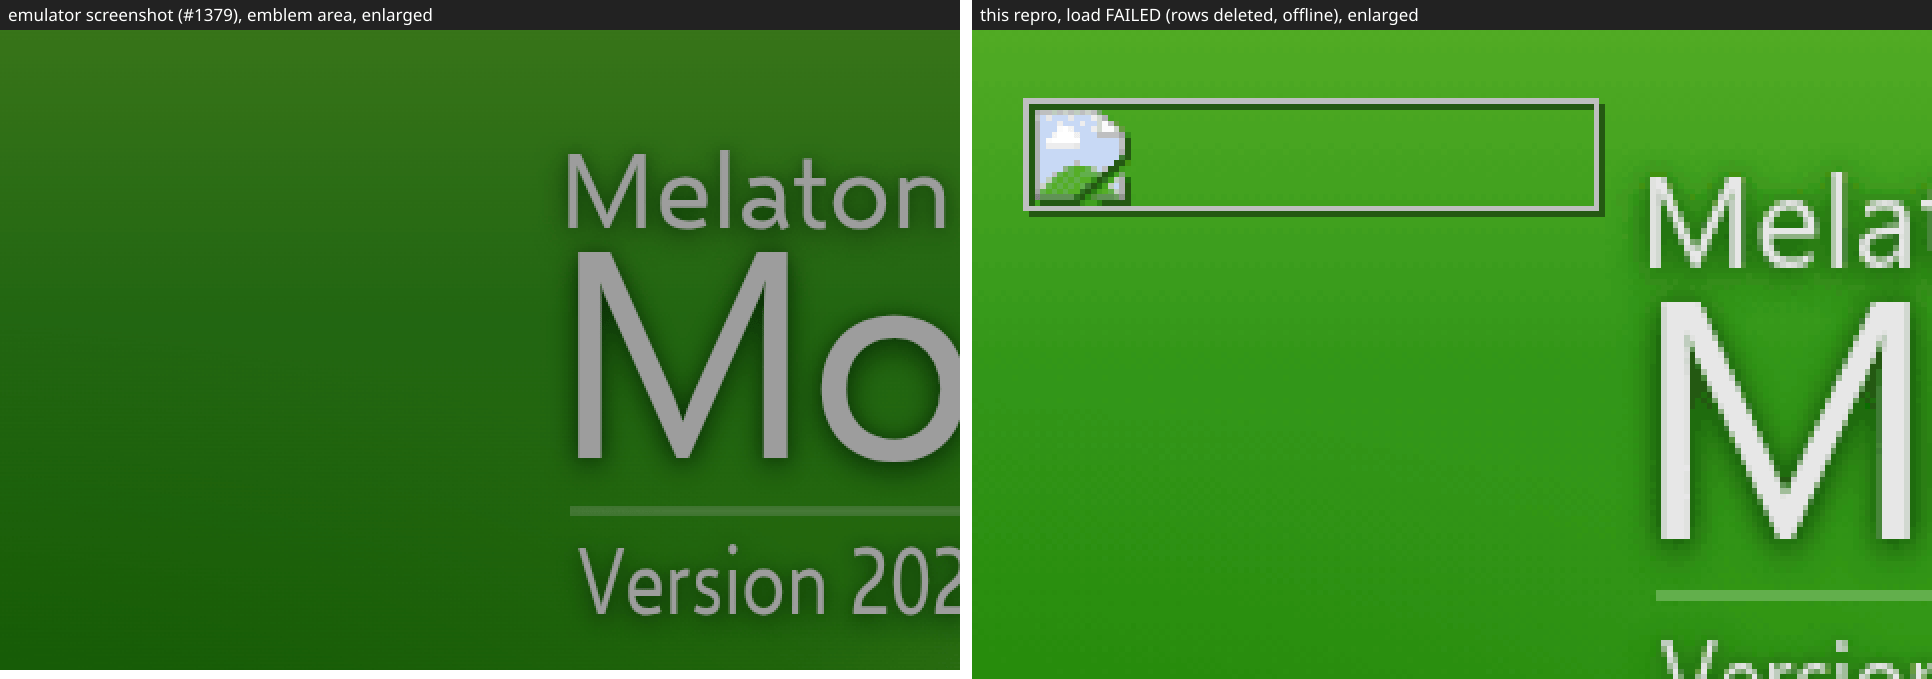 emulator screenshot (#1379), emblem area, enlarged
Melaton
Mo
Version 202
this repro, load FAILED (rows deleted, offline), enlarged
Melat
M
Version